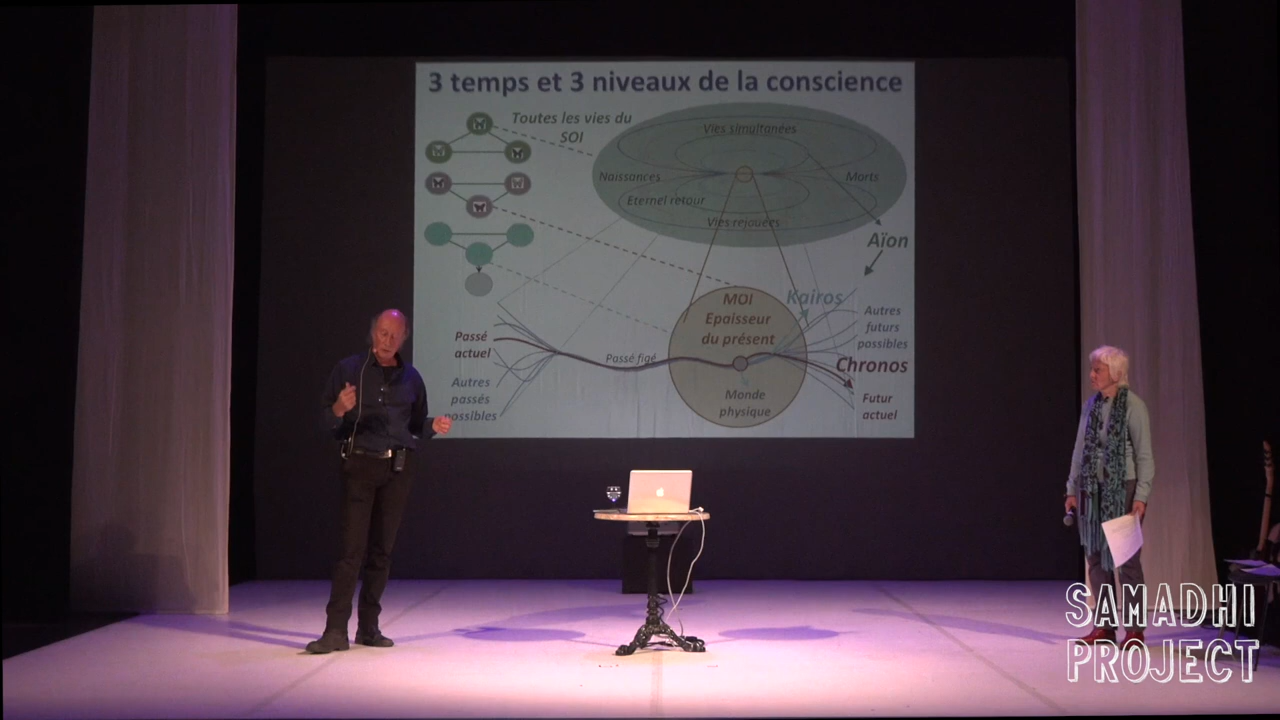 3 temps et 3 niveaux de la conscience
Toutes les vies du
SOI
Vies simultanées
Naissances
Morts
Eternel retour
Vies rejouées
Aïon
MOI
Epaisseur
du présent
Kairos
Autres
futurs
possibles
Passé
actuel
Passé figé
Chronos
Autres
passés
possibles
Monde
physique
Futur
actuel
SAMADHI
PROJECT